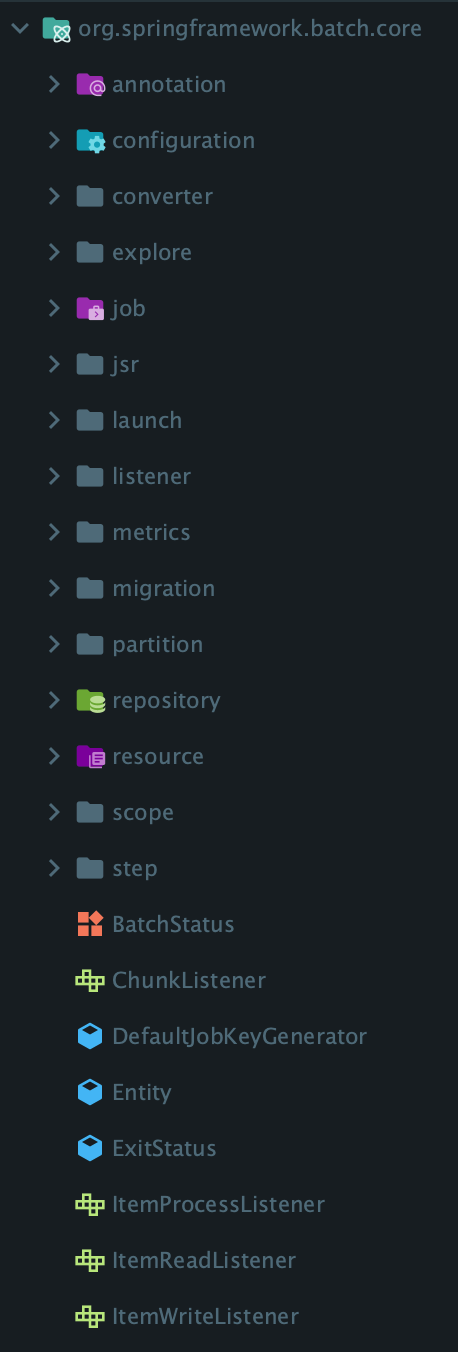 org.springframework.batch.core
annotation
configuration
converter
explore
job
jsr
launch
listener
metrics
migration
partition
repository
resource
scope
step
BatchStatus
ChunkListener
DefaultJobKeyGenerator
Entity
ExitStatus
ItemProcessListener
ItemReadListener
ItemWriteListener